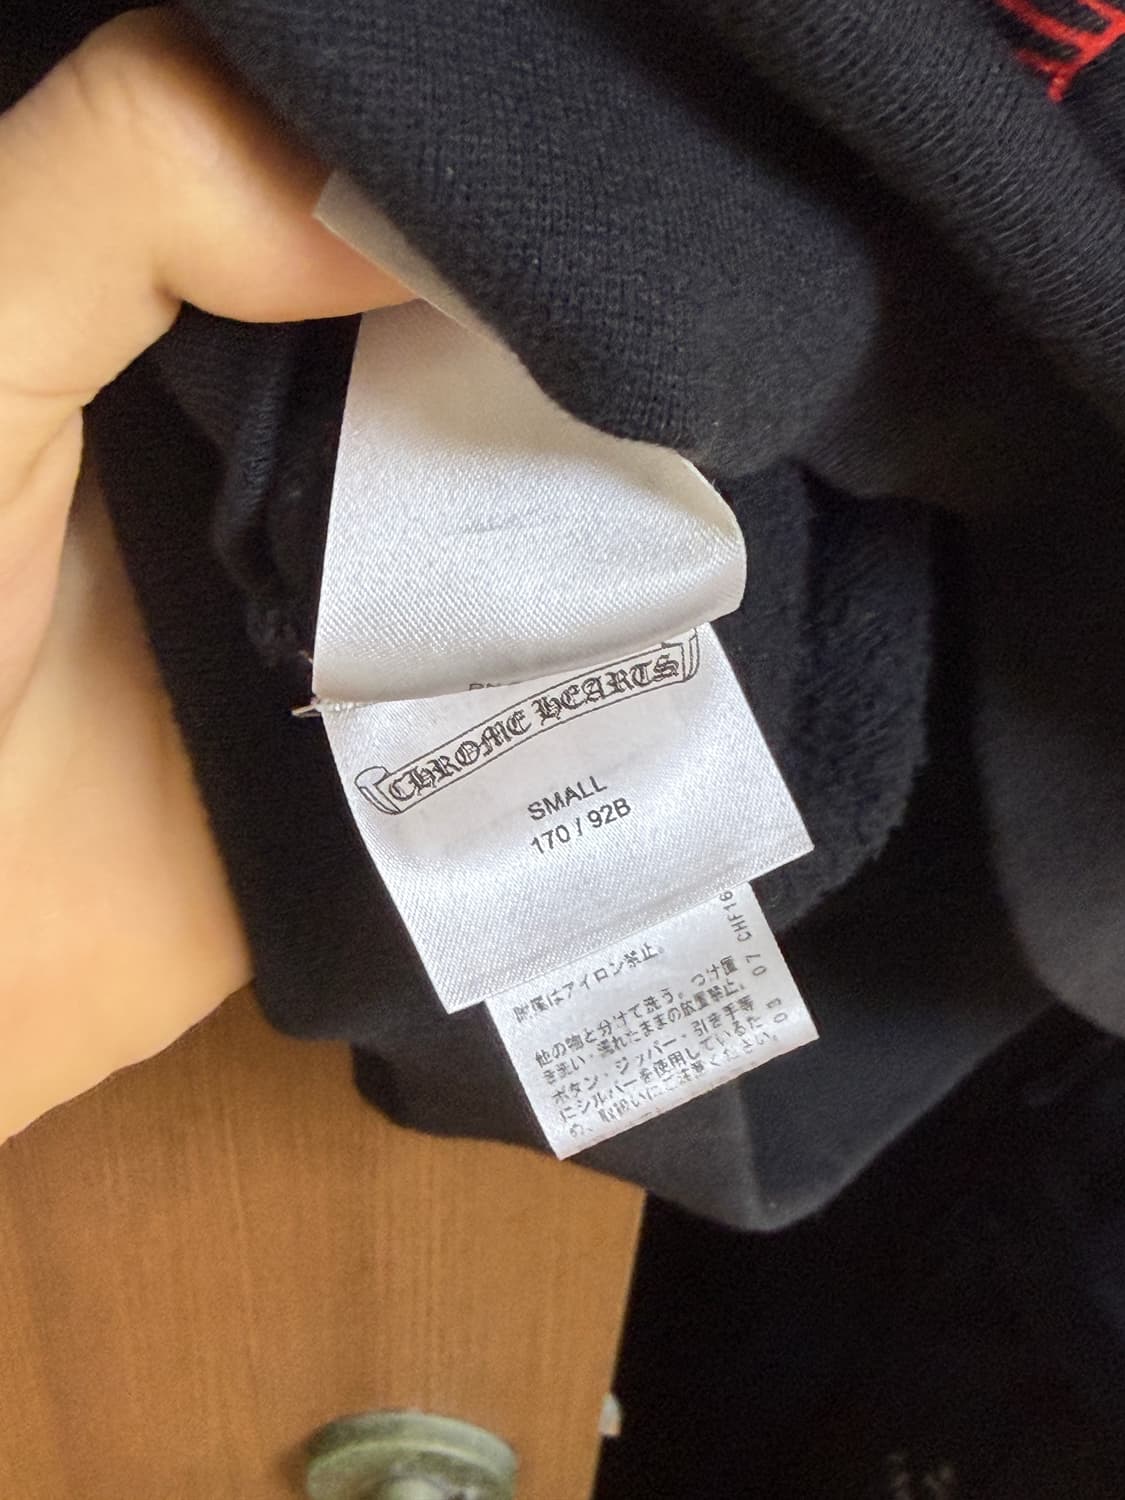 CHROME HEARTS
SMALL
170 / 92B
附属はアイロン禁止。
他の物と分けて洗う。つけ置
き洗い・濡れたままの放置禁止。
ボタン・ジッパー・引き手等
にシルバーを使用しているた
め、取扱いにご注意ください。
07 CHF16